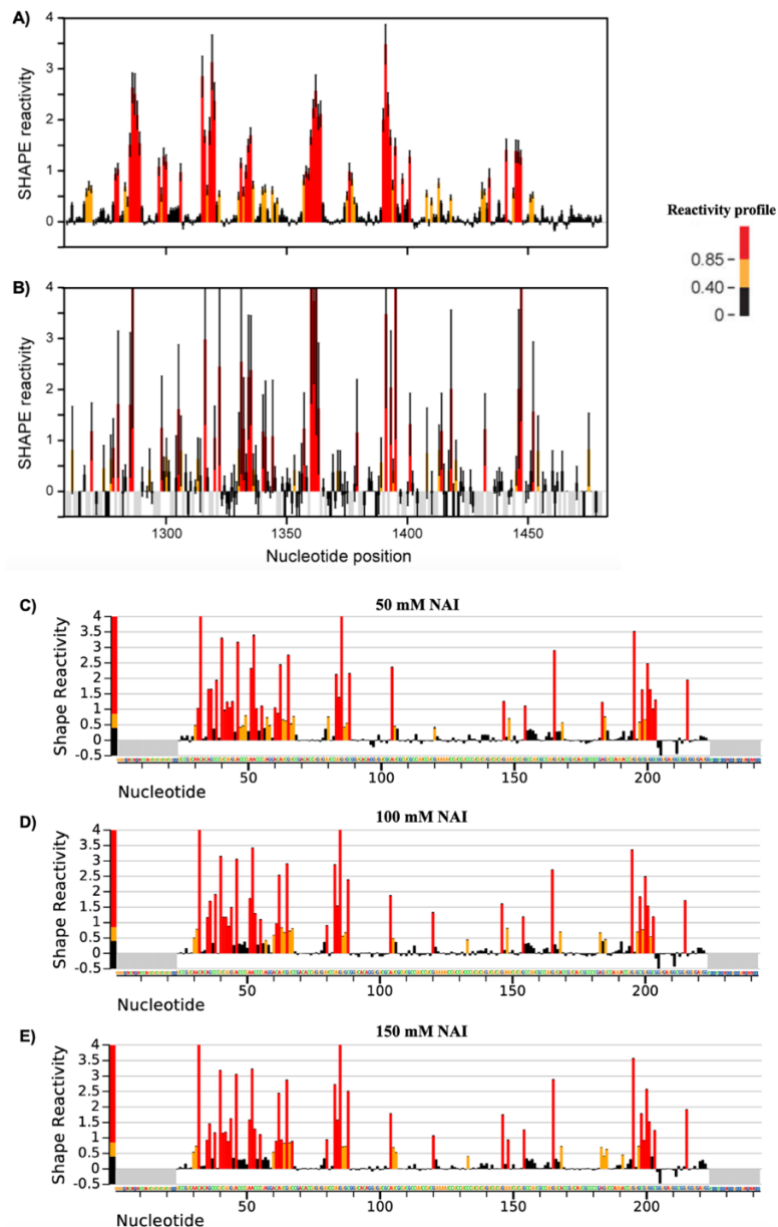 A)
4
3
2
1
0
SHAPE reactivity
Reactivity profile
0.85
0.40
0
B)
4
3
2
1
0
SHAPE reactivity
1300 1350 1400 1450
Nucleotide position
C)
50 mM NAI
4
3.5
3
2.5
2
1.5
1
0.5
0
-0.5
Shape Reactivity
50 100 150 200
Nucleotide
D)
100 mM NAI
4
3.5
3
2.5
2
1.5
1
0.5
0
-0.5
Shape Reactivity
50 100 150 200
Nucleotide
E)
150 mM NAI
4
3.5
3
2.5
2
1.5
1
0.5
0
-0.5
Shape Reactivity
50 100 150 200
Nucleotide